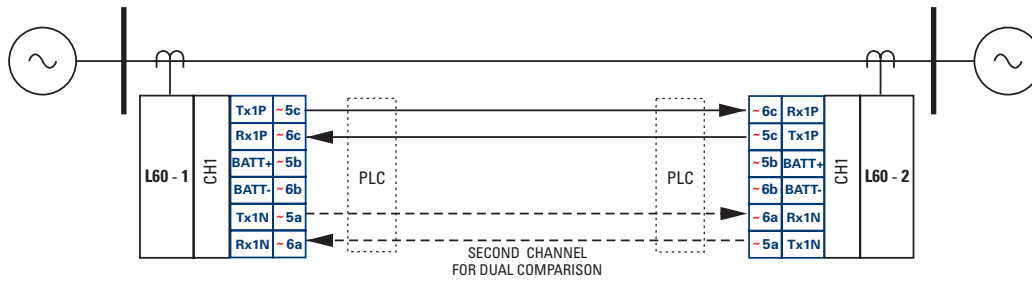 Tx1P ~5c
Rx1P ~6c
BATT+ ~5b
BATT- ~6b
Tx1N ~5a
Rx1N ~6a
L60 - 1
CH1
PLC
PLC
~6c Rx1P
~5c Tx1P
~5b BATT+
~6b BATT-
~6a Rx1N
~5a Tx1N
CH1
L60 - 2
SECOND CHANNEL
FOR DUAL COMPARISON